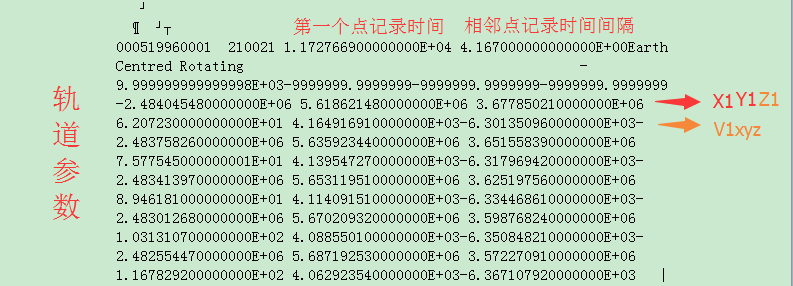 第一个点记录时间 相邻点记录时间间隔
000519960001 210021 1.172766900000000E+04 4.167000000000000E+00Earth
Centred Rotating -
9.999999999999998E+03-9999999.9999999-9999999.9999999-9999999.9999999
-2.484045480000000E+06 5.618621480000000E+06 3.677850210000000E+06
X1Y1Z1
6.207230000000000E+01 4.164916910000000E+03-6.301350960000000E+03-
V1xyz
2.483758260000000E+06 5.635923440000000E+06 3.651558390000000E+06
7.577545000000001E+01 4.139547270000000E+03-6.317969420000000E+03-
2.483413970000000E+06 5.653119510000000E+06 3.625197560000000E+06
8.946181000000000E+01 4.114091510000000E+03-6.334468610000000E+03-
2.483012680000000E+06 5.670209320000000E+06 3.598768240000000E+06
1.031310700000000E+02 4.088550100000000E+03-6.350848210000000E+03-
2.482554470000000E+06 5.687192530000000E+06 3.572270910000000E+06
1.167829200000000E+02 4.062923540000000E+03-6.367107920000000E+03
轨道参数